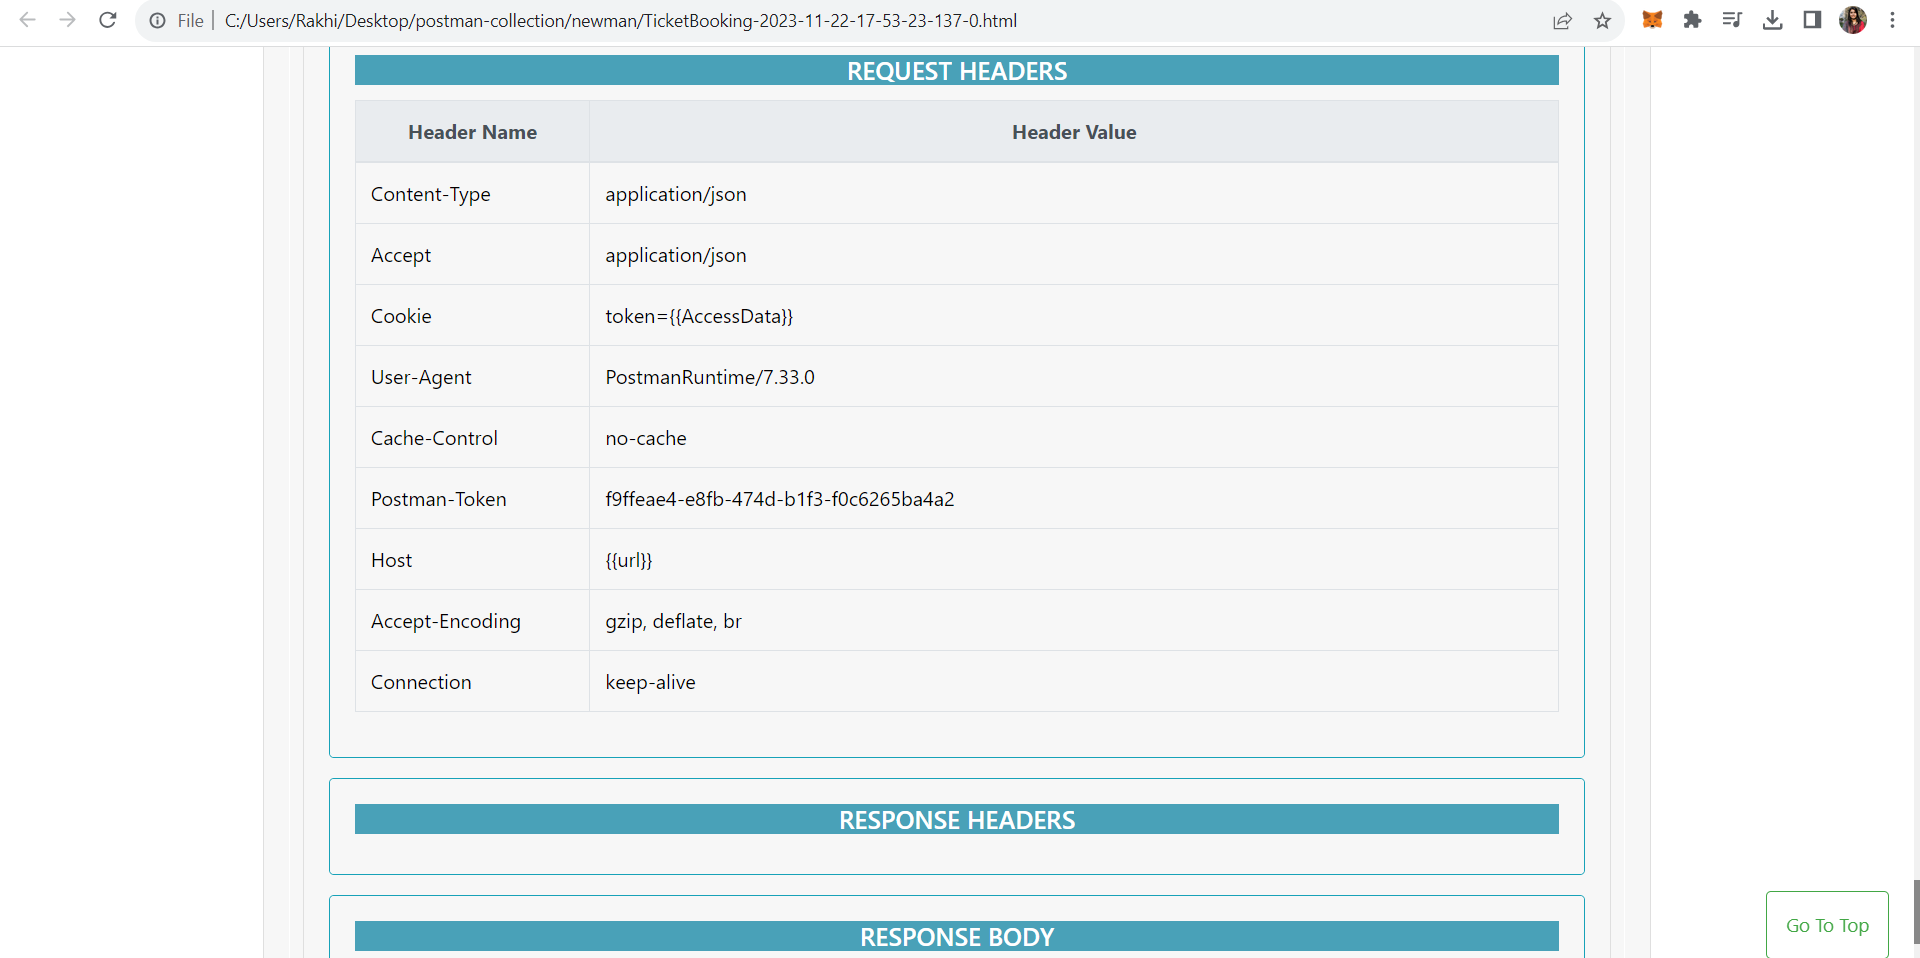 File C:/Users/Rakhi/Desktop/postman-collection/newman/TicketBooking-2023-11-22-17-53-23-137-0.html
REQUEST HEADERS
Header Name Header Value
Content-Type application/json
Accept application/json
Cookie token={{AccessData}}
User-Agent PostmanRuntime/7.33.0
Cache-Control no-cache
Postman-Token f9ffeae4-e8fb-474d-b1f3-f0c6265ba4a2
Host {{url}}
Accept-Encoding gzip, deflate, br
Connection keep-alive
RESPONSE HEADERS
RESPONSE BODY
Go To Top